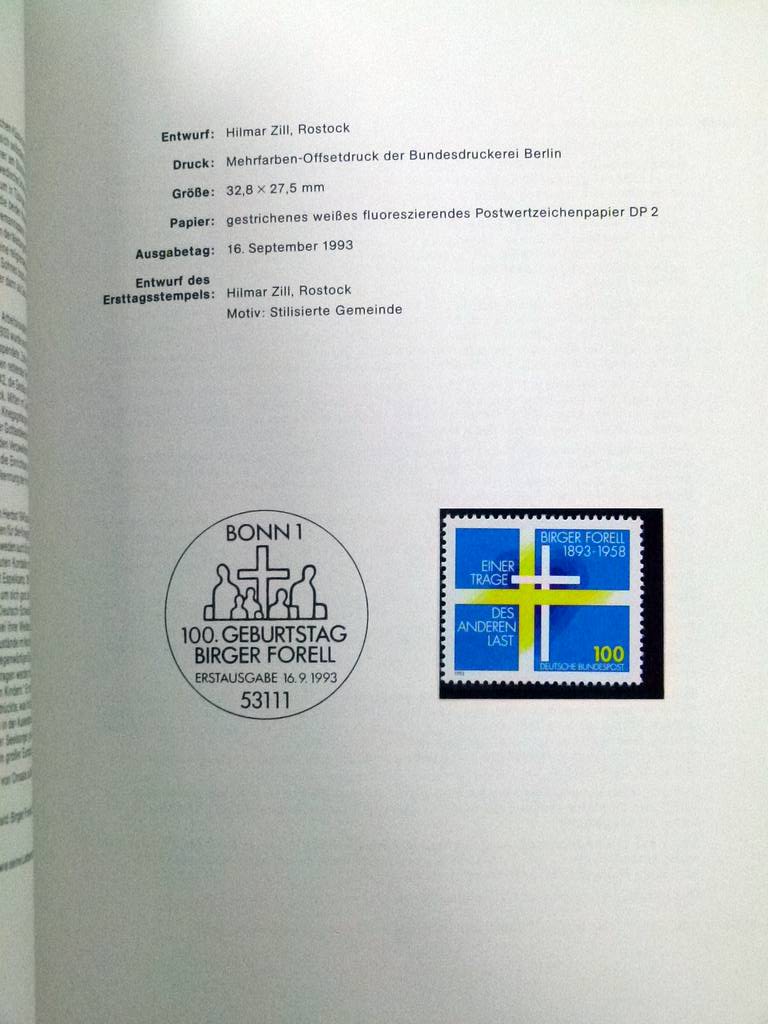 Entwurf: Hilmar Zill, Rostock
Druck: Mehrfarben-Offsetdruck der Bundesdruckerei Berlin
Größe: 32,8 × 27,5 mm
Papier: gestrichenes weißes fluoreszierendes Postwertzeichenpapier DP 2
Ausgabetag: 16. September 1993
Entwurf des
Ersttagsstempels: Hilmar Zill, Rostock
Motiv: Stilisierte Gemeinde
BONN 1
100. GEBURTSTAG
BIRGER FORELL
ERSTAUSGABE 16.9.1993
53111
BIRGER FORELL
1893-1958
EINER
TRAGE
DES
ANDEREN
LAST
100
DEUTSCHE BUNDESPOST
1993